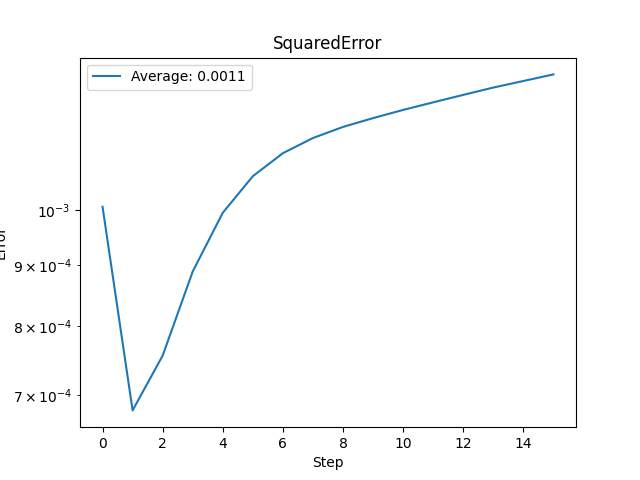 SquaredError
Average: 0.0011
Error
10⁻³
9 × 10⁻⁴
8 × 10⁻⁴
7 × 10⁻⁴
0 2 4 6 8 10 12 14
Step